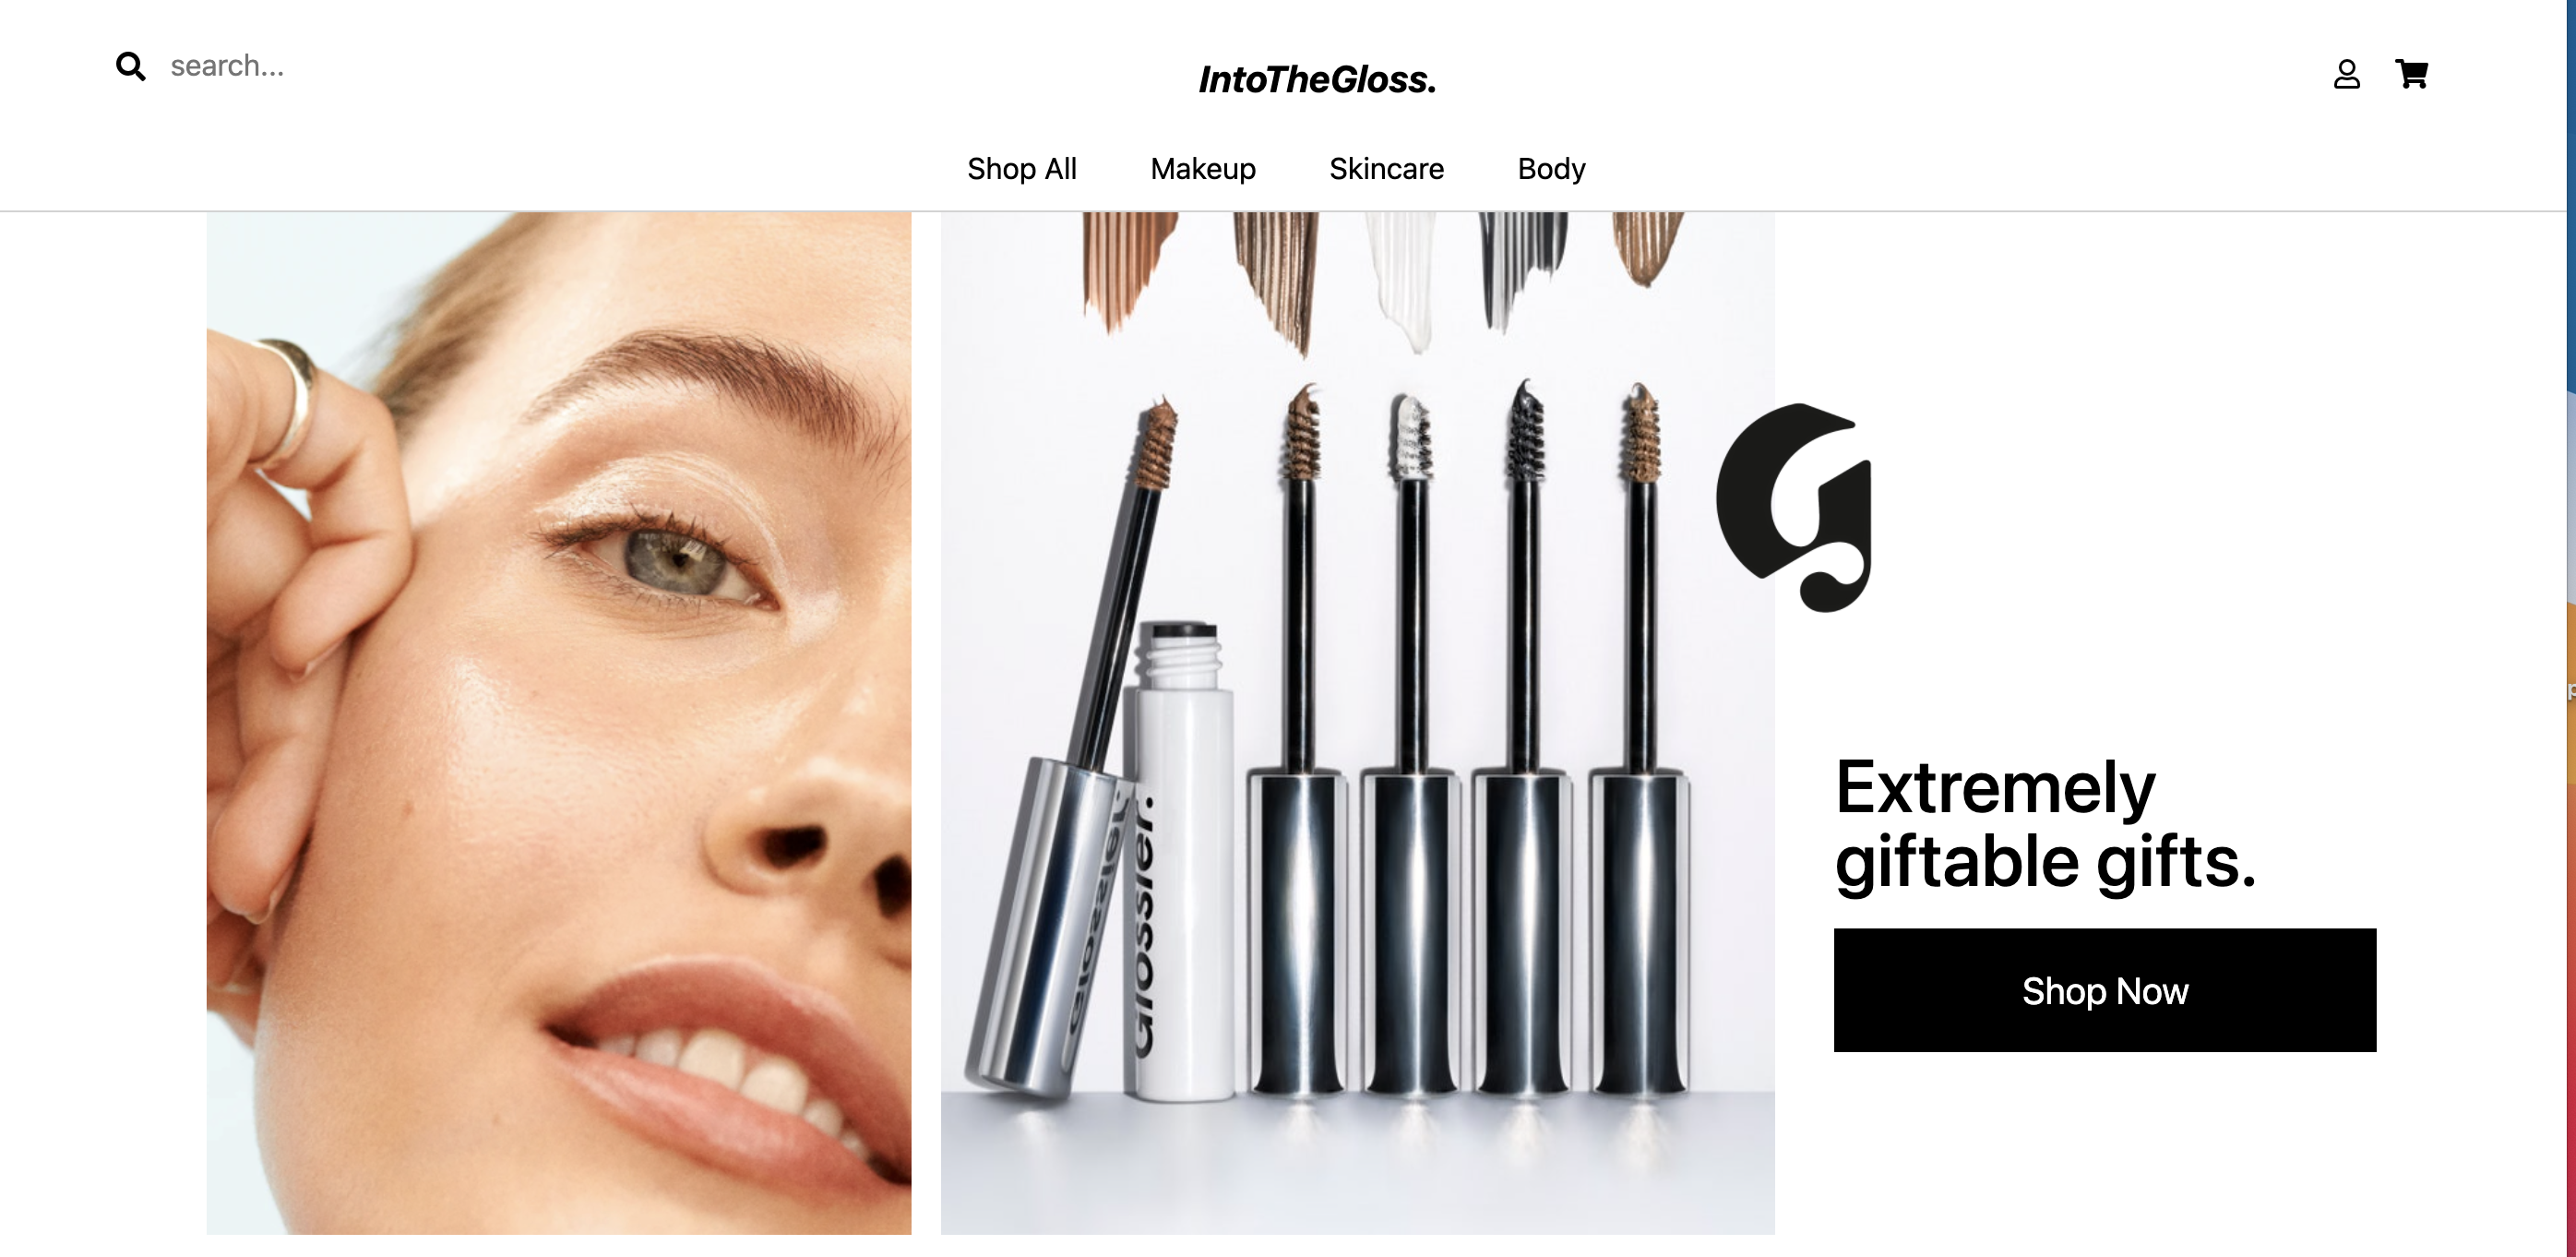 search...
IntoTheGloss.
Shop All Makeup Skincare Body
Glossier.
Glossier.
G
Extremely
giftable gifts.
Shop Now